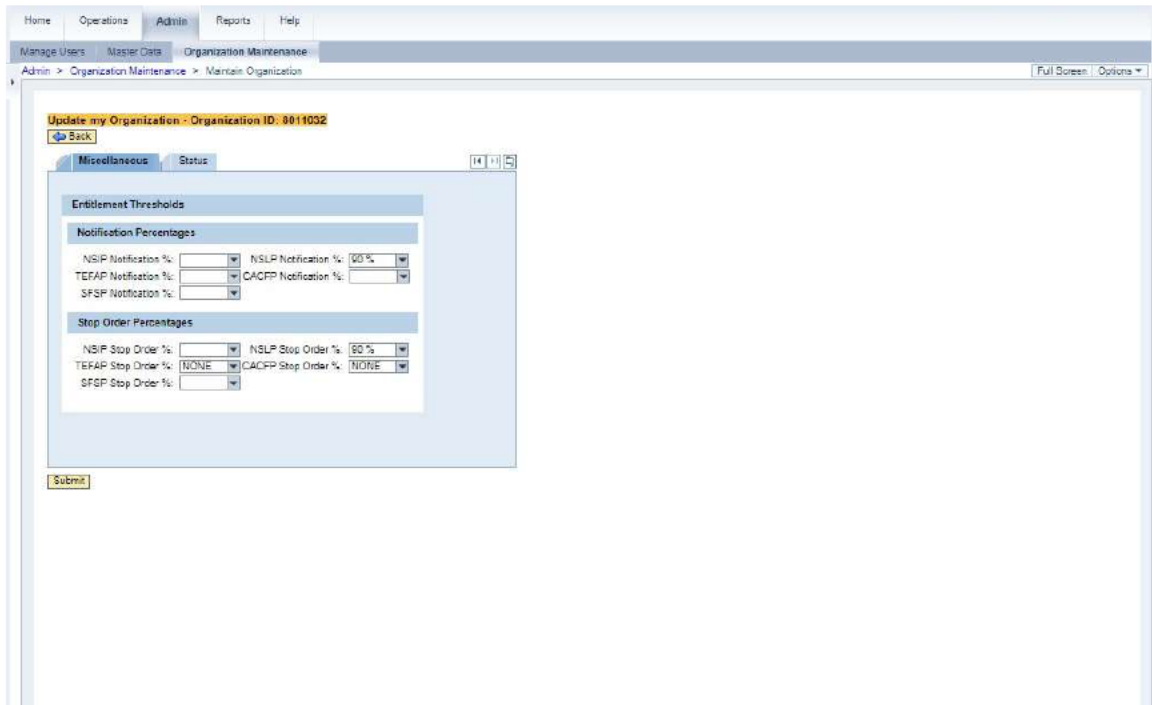 Home Operations Admin Reports Help
Manage Users Master Data Organization Maintenance
Admin > Organization Maintenance > Maintain Organization
Full Screen Options
Update my Organization - Organization ID: 8011032
Back
Miscellaneous Status
Entitlement Thresholds
Notification Percentages
NSIP Notification %: NSLP Notification %: 90 %
TEFAP Notification %: CACFP Notification %:
SFSP Notification %:
Stop Order Percentages
NSIP Stop Order %: NSLP Stop Order %: 90 %
TEFAP Stop Order %: NONE CACFP Stop Order %: NONE
SFSP Stop Order %:
Submit